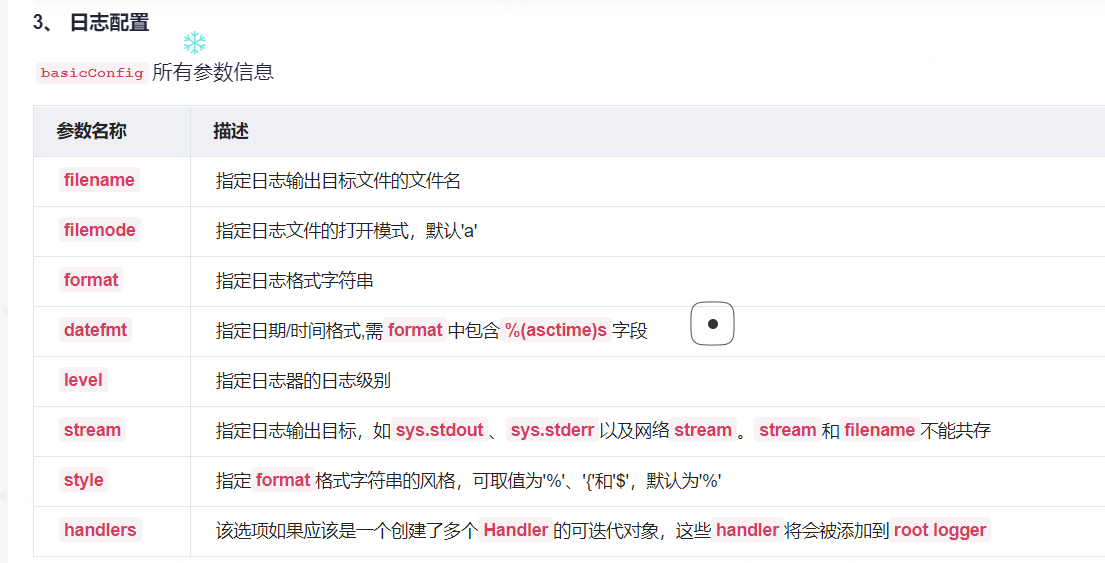 3、 日志配置
basicConfig 所有参数信息
参数名称 描述
filename 指定日志输出目标文件的文件名
filemode 指定日志文件的打开模式，默认'a'
format 指定日志格式字符串
datefmt 指定日期/时间格式,需 format 中包含 %(asctime)s 字段
level 指定日志器的日志级别
stream 指定日志输出目标，如 sys.stdout 、 sys.stderr 以及网络 stream 。 stream 和 filename 不能共存
style 指定 format 格式字符串的风格，可取值为'%'、'{'和'$'，默认为'%'
handlers 该选项如果应该是一个创建了多个 Handler 的可迭代对象，这些 handler 将会被添加到 root logger